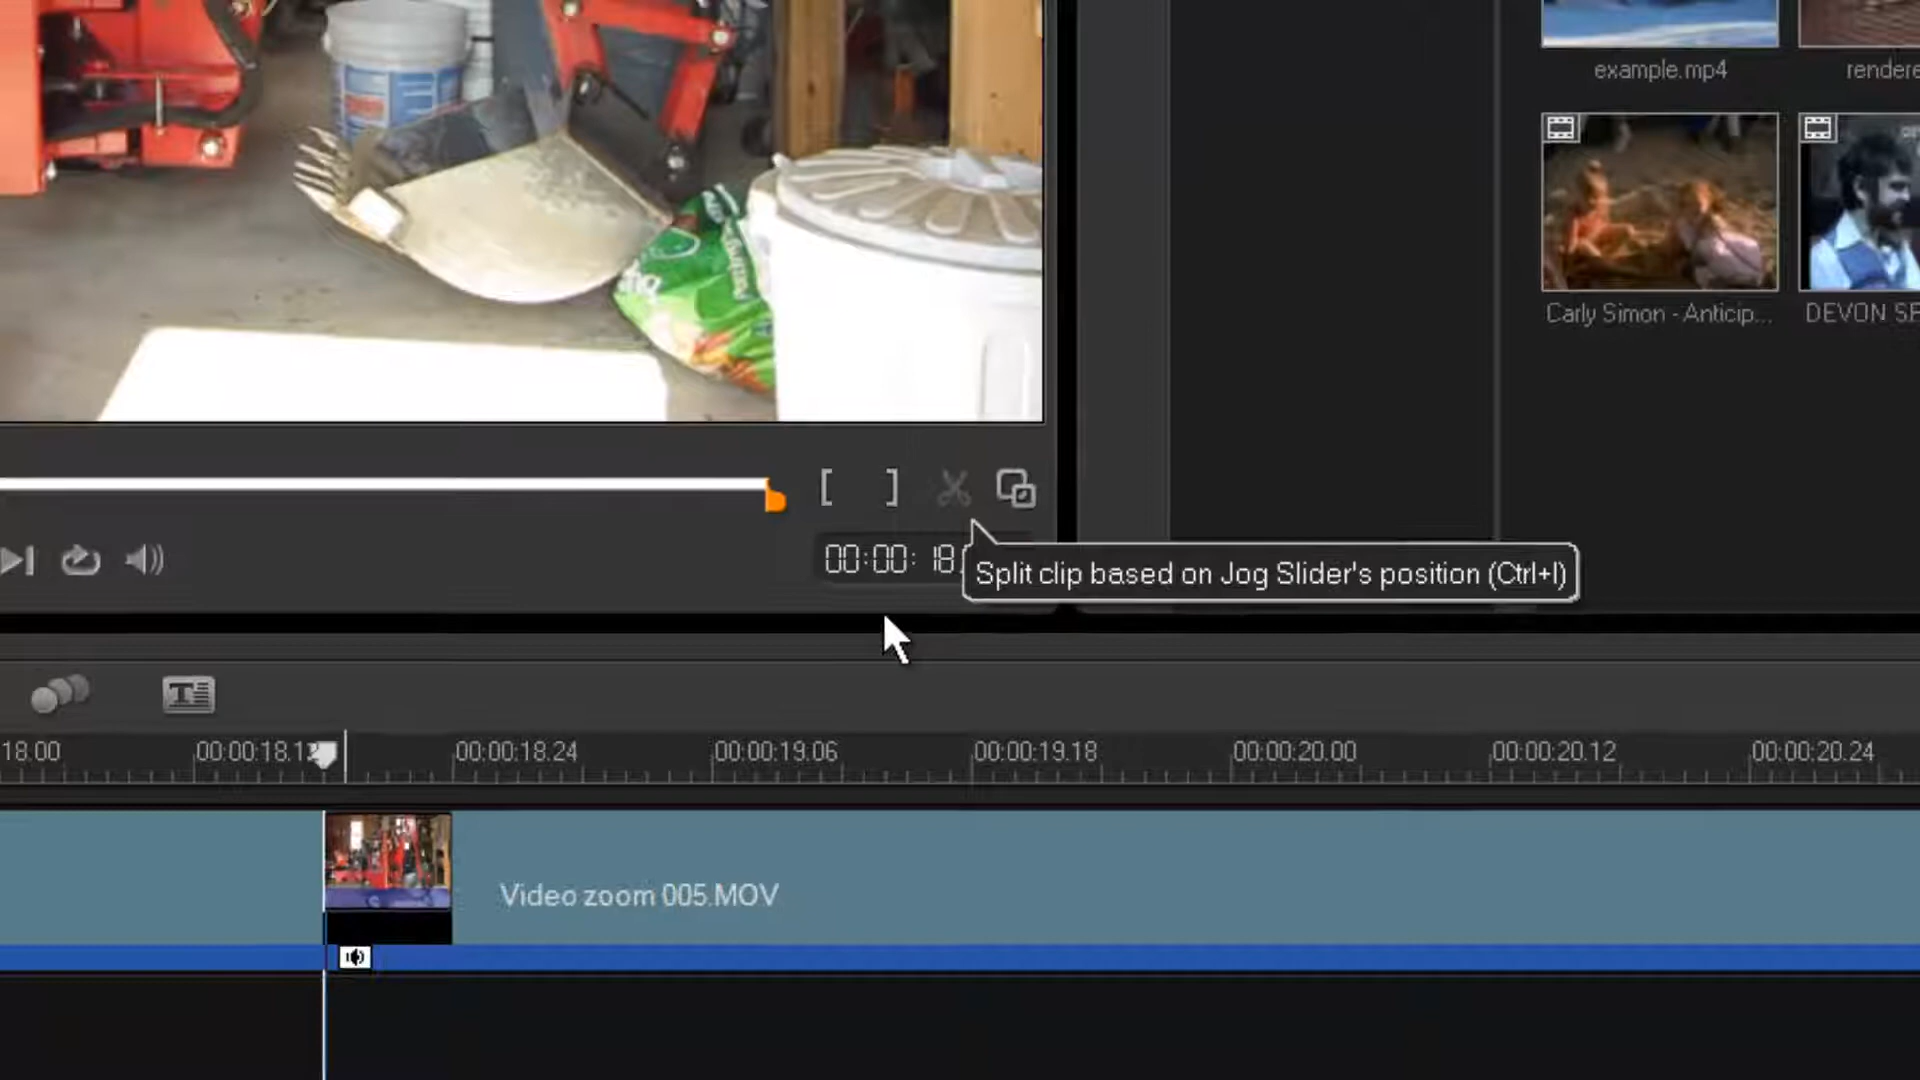 example.mp4
rendere
Carly Simon - Anticip...
DEVON SF
[ ]
00:00:18.
Split clip based on Jog Slider's position (Ctrl+I)
18.00
00:00:18.12
00:00:18.24
00:00:19.06
00:00:19.18
00:00:20.00
00:00:20.12
00:00:20.24
Video zoom 005.MOV